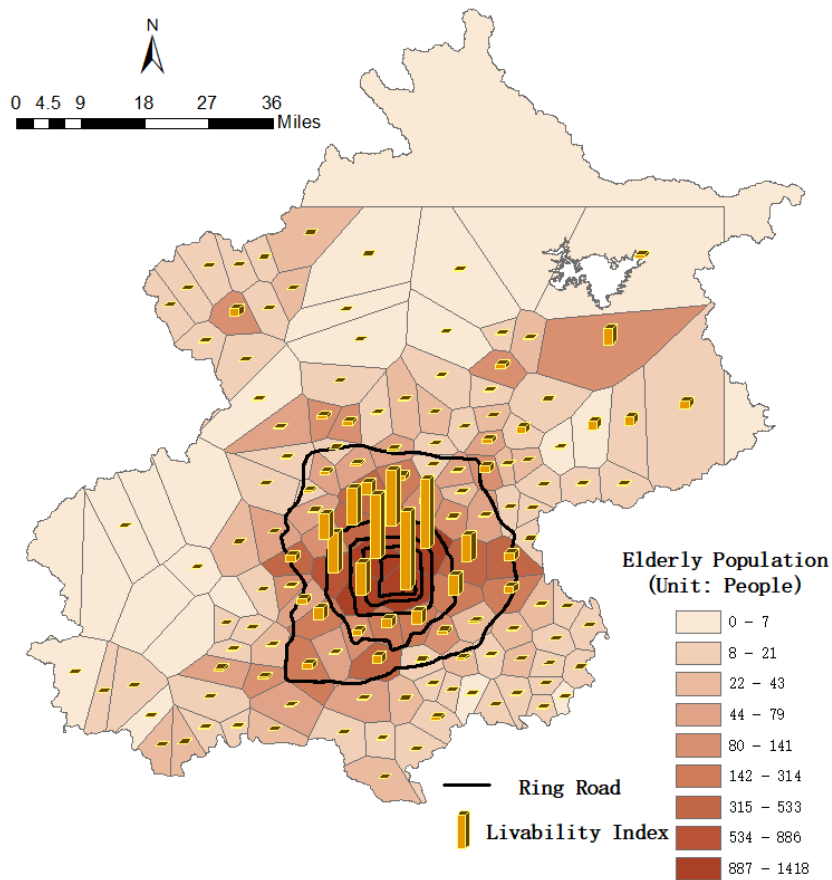 N
0 4.5 9 18 27 36
Miles
Elderly Population
(Unit: People)
0 - 7
8 - 21
22 - 43
44 - 79
80 - 141
142 - 314
315 - 533
534 - 886
887 - 1418
Ring Road
Livability Index